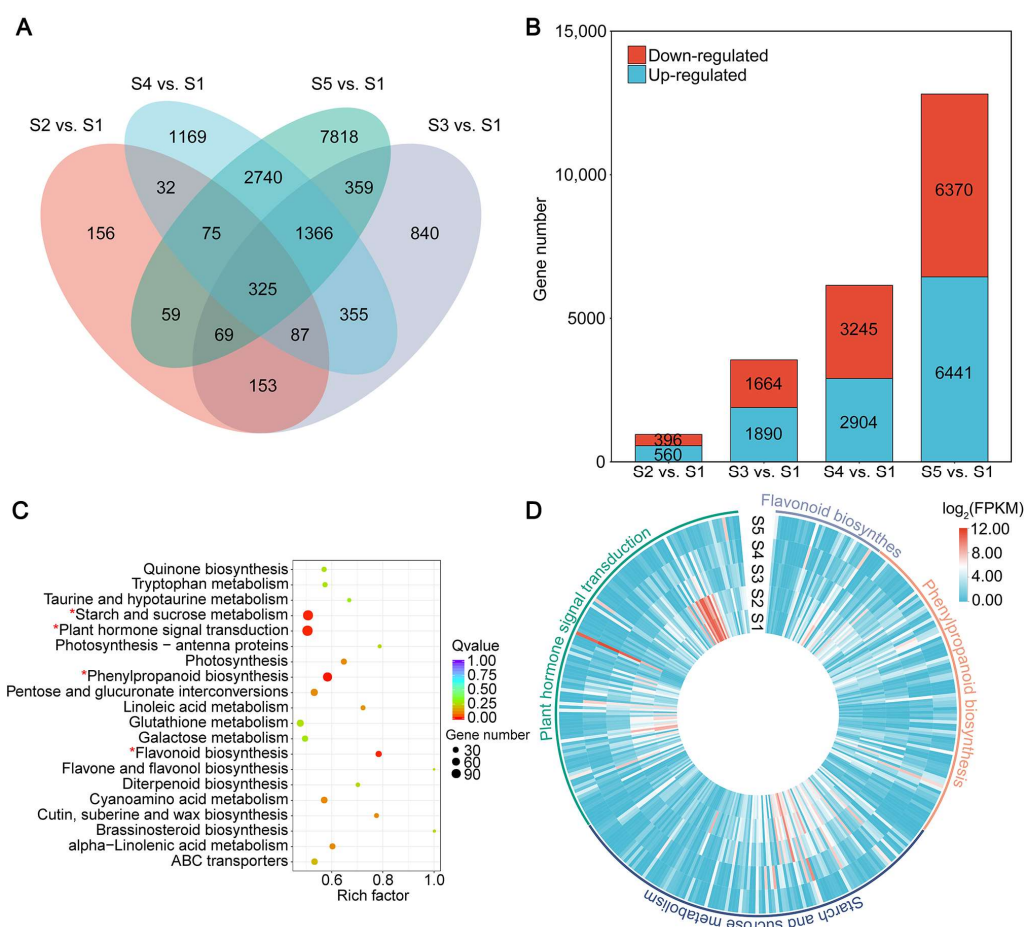 A
S4 vs. S1
S5 vs. S1
S2 vs. S1
S3 vs. S1
1169
7818
32
2740
359
156
75
1366
840
325
59
69
87
355
153
B
Down-regulated
Up-regulated
Gene number
15,000
10,000
5000
0
396
560
1664
1890
3245
2904
6370
6441
S2 vs. S1
S3 vs. S1
S4 vs. S1
S5 vs. S1
C
Quinone biosynthesis
Tryptophan metabolism
Taurine and hypotaurine metabolism
*Starch and sucrose metabolism
*Plant hormone signal transduction
Photosynthesis − antenna proteins
Photosynthesis
*Phenylpropanoid biosynthesis
Pentose and glucuronate interconversions
Linoleic acid metabolism
Glutathione metabolism
Galactose metabolism
*Flavonoid biosynthesis
Flavone and flavonol biosynthesis
Diterpenoid biosynthesis
Cyanoamino acid metabolism
Cutin, suberine and wax biosynthesis
Brassinosteroid biosynthesis
alpha−Linolenic acid metabolism
ABC transporters
0.6
0.8
1.0
Rich factor
Qvalue
1.00
0.75
0.50
0.25
0.00
Gene number
30
60
90
D
Flavonoid biosynthes
Phenylpropanoid biosynthesis
Starch and sucrose metabolism
Plant hormone signal transduction
S5 S4 S3 S2 S1
log2(FPKM)
12.00
8.00
4.00
0.00